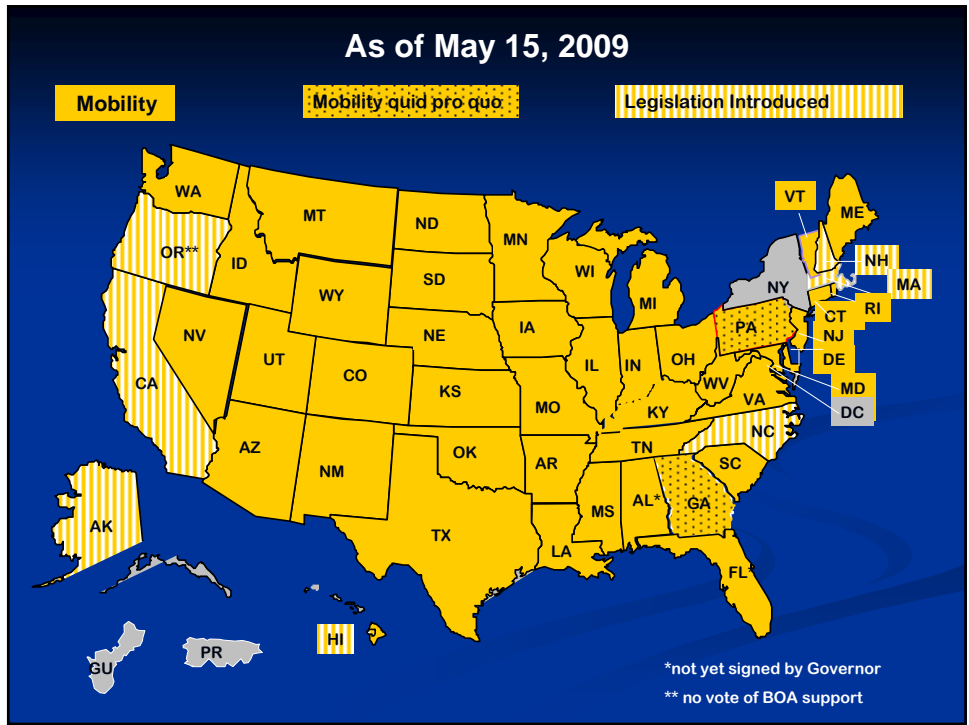 As of May 15, 2009
Mobility
Mobility quid pro quo
Legislation Introduced
WA
MT
ND
MN
VT
ME
OR**
ID
SD
WI
MI
NY
NH
MA
WY
RI
CT
PA
NJ
IA
NE
NV
UT
CO
IL
IN
OH
DE
CA
KS
MO
WV
VA
MD
KY
DC
AZ
NM
OK
AR
TN
NC
SC
AK
TX
MS
AL*
GA
LA
FL*
HI
GU
PR
*not yet signed by Governor
** no vote of BOA support